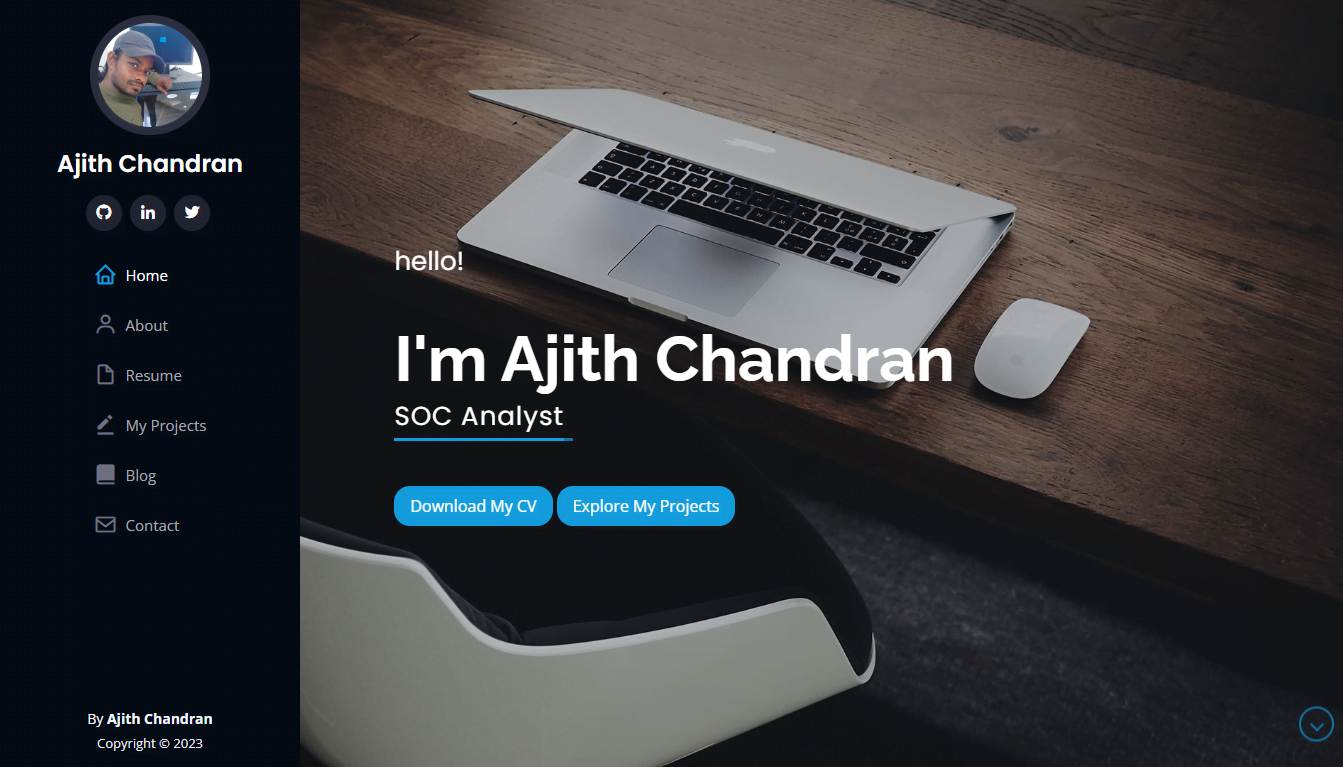 Ajith Chandran
Home
About
Resume
My Projects
Blog
Contact
By Ajith Chandran
Copyright © 2023
hello!
I'm Ajith Chandran
SOC Analyst
Download My CV
Explore My Projects